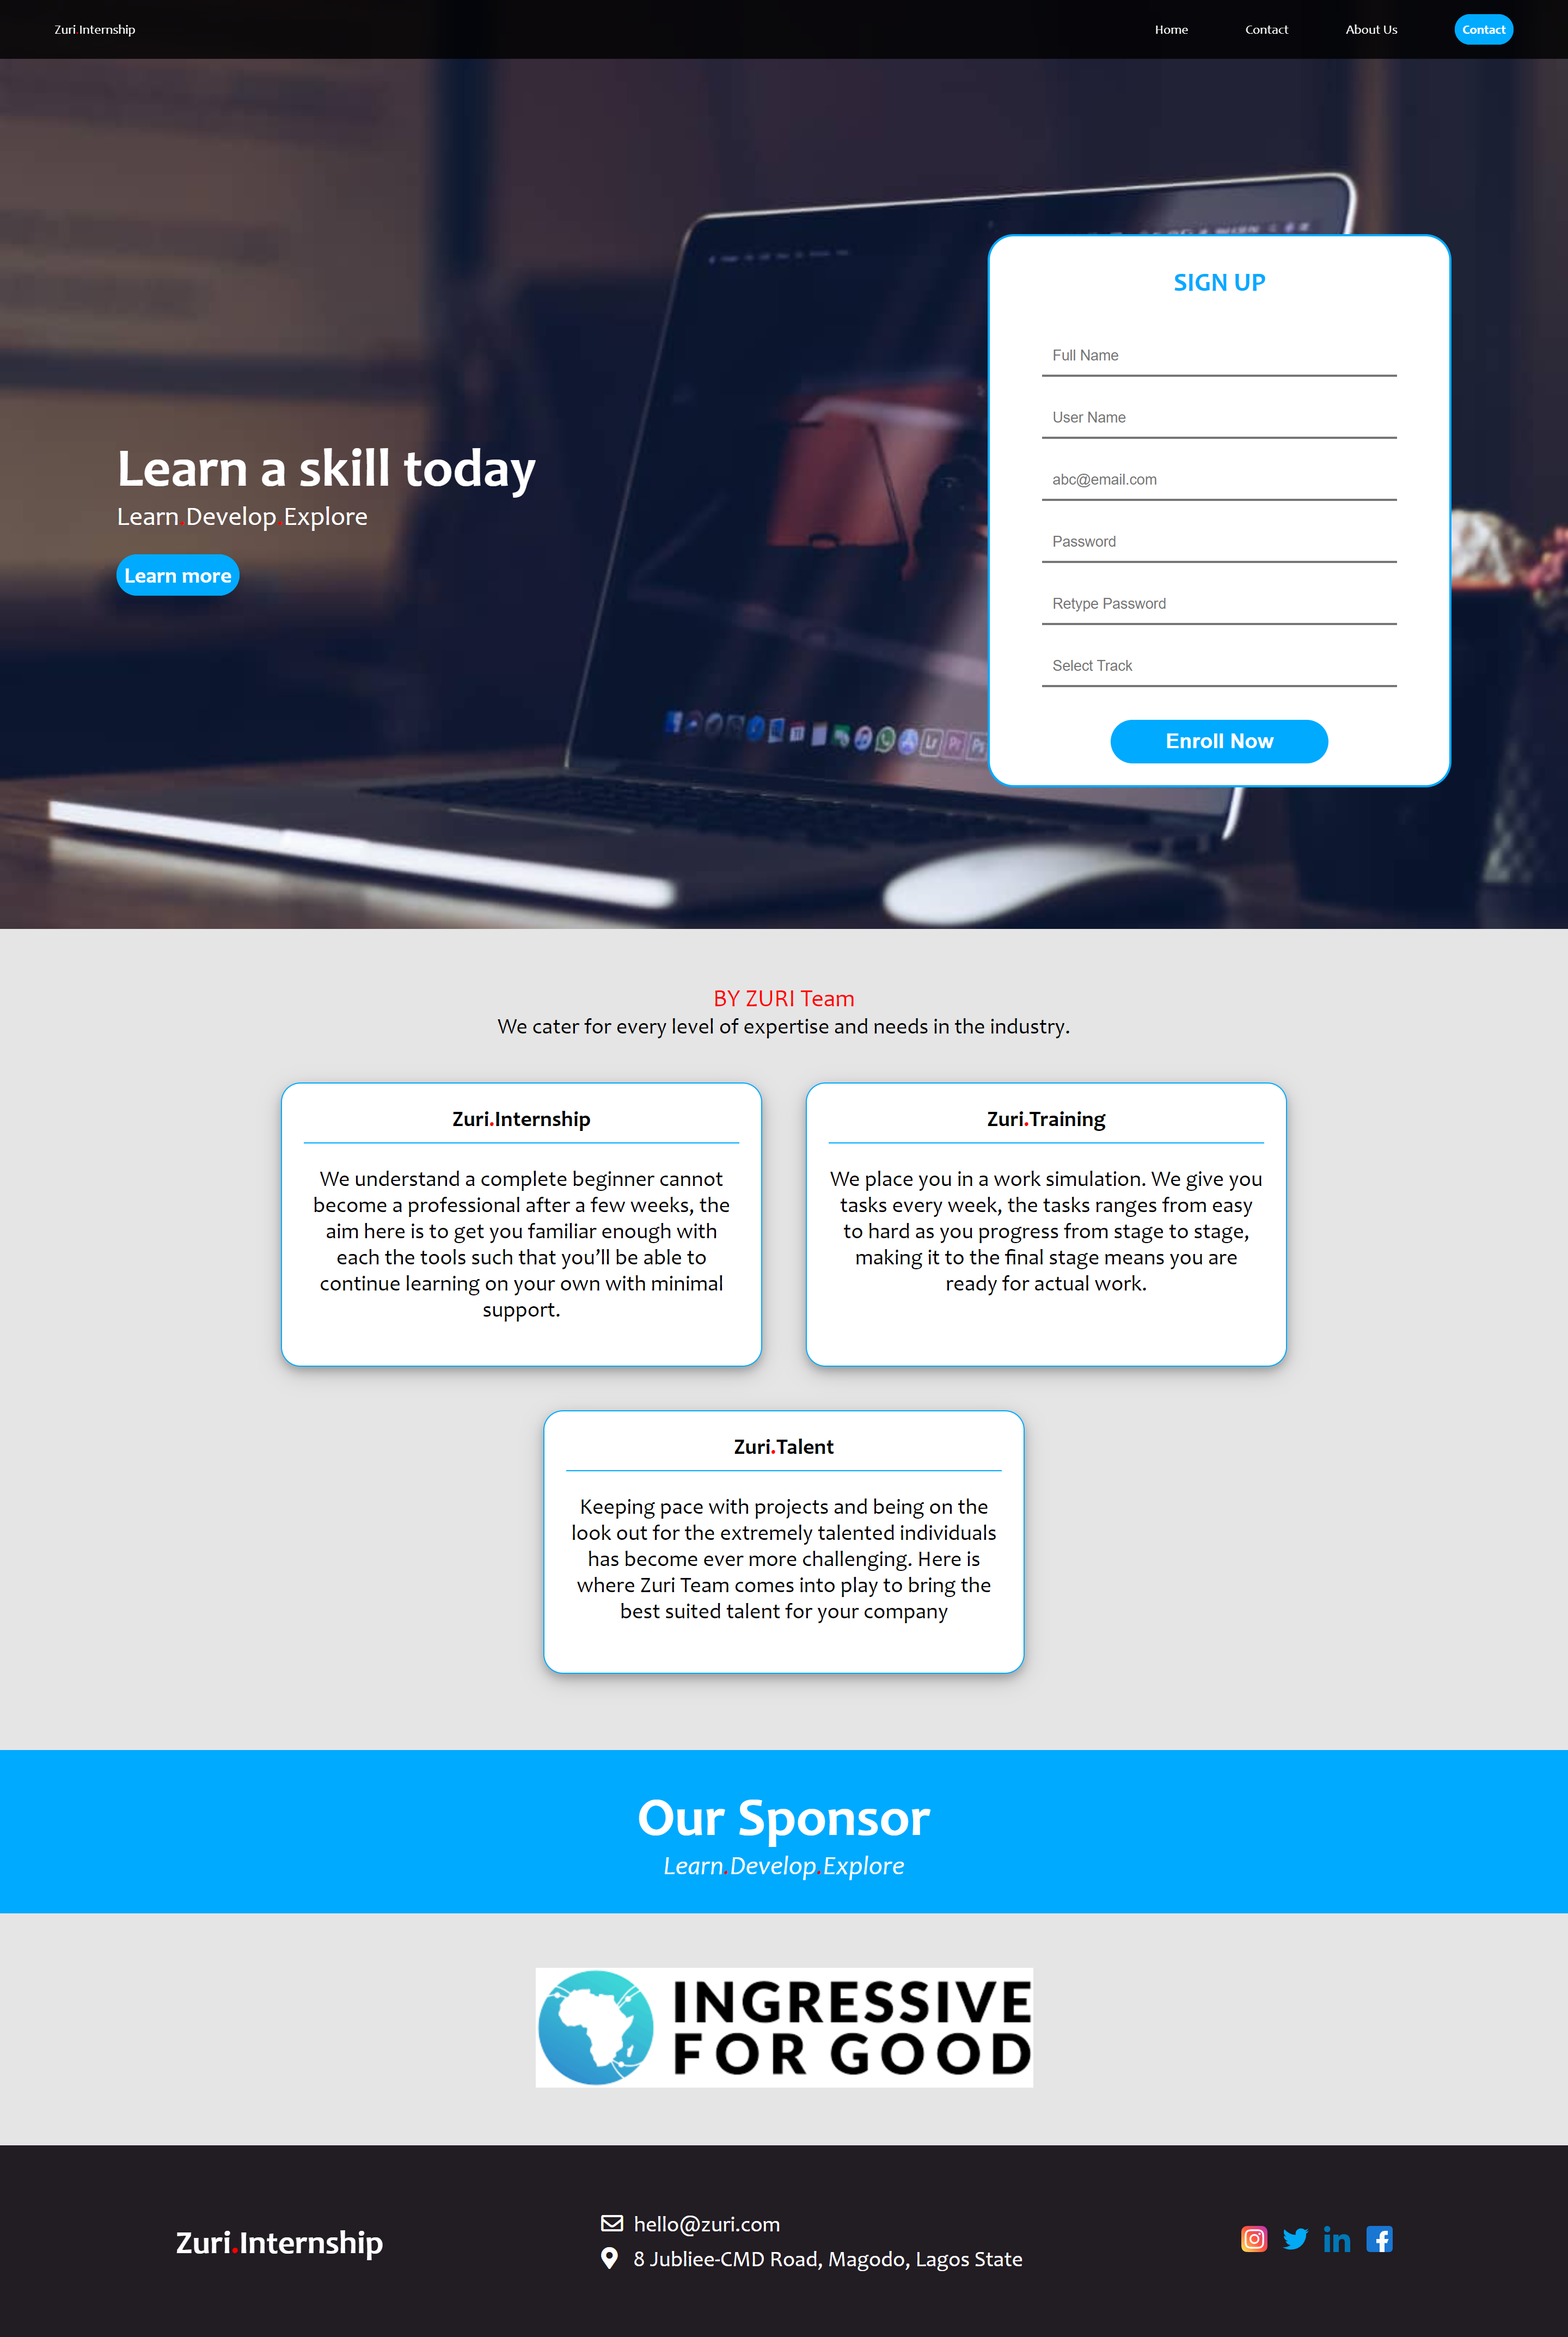 Zuri.Internship
Home
Contact
About Us
Contact
SIGN UP
Full Name
User Name
abc@email.com
Password
Retype Password
Select Track
Enroll Now
Learn a skill today
Learn.Develop.Explore
Learn more
Lr
Pr
Ps
BY ZURI Team
We cater for every level of expertise and needs in the industry.
Zuri.Internship
We understand a complete beginner cannot
become a professional after a few weeks, the
aim here is to get you familiar enough with
each the tools such that you’ll be able to
continue learning on your own with minimal
support.
Zuri.Training
We place you in a work simulation. We give you
tasks every week, the tasks ranges from easy
to hard as you progress from stage to stage,
making it to the final stage means you are
ready for actual work.
Zuri.Talent
Keeping pace with projects and being on the
look out for the extremely talented individuals
has become ever more challenging. Here is
where Zuri Team comes into play to bring the
best suited talent for your company
Our Sponsor
Learn.Develop.Explore
INGRESSIVE
FOR GOOD
Zuri.Internship
hello@zuri.com
8 Jubliee-CMD Road, Magodo, Lagos State